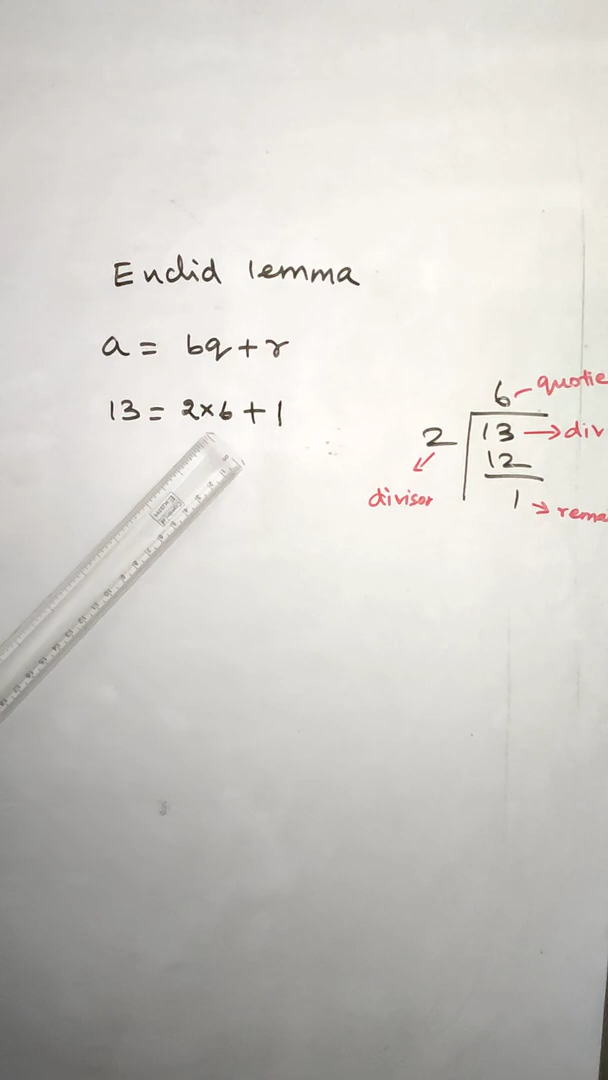 Euclid lemma
a = bq + r
13 = 2×6 + 1
6 quotie
2 13 div
12
divisor
1 rema